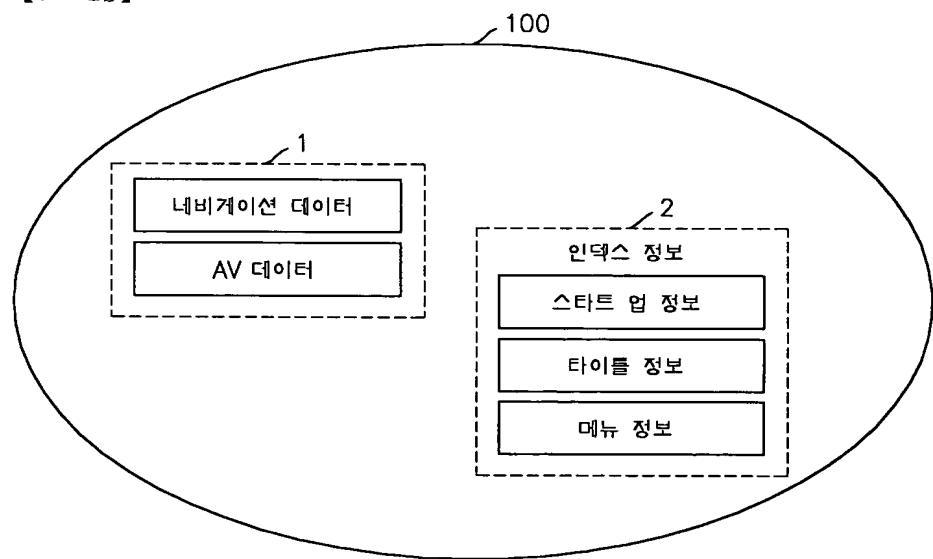 100
1
네비게이션 데이터
AV 데이터
2
인덱스 정보
스타트 업 정보
타이틀 정보
메뉴 정보